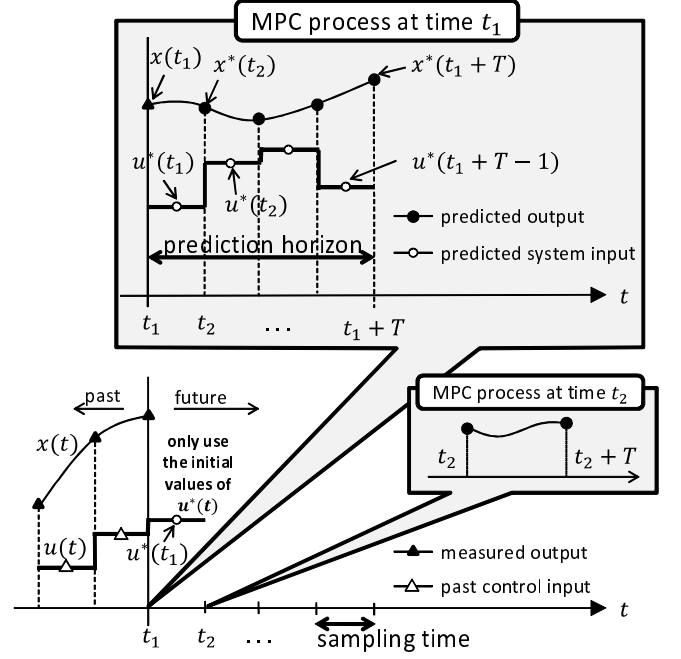 MPC process at time t₁
x(t₁)
x*(t₂)
x*(t₁ + T)
u*(t₁)
u*(t₂)
u*(t₁ + T − 1)
predicted output
prediction horizon
predicted system input
t
t₁
t₂
...
t₁ + T
past
future
MPC process at time t₂
x(t)
only use
the initial
values of
u*(t)
t₂
t₂ + T
u(t)
u*(t₁)
measured output
past control input
t
t₁
t₂
...
sampling time